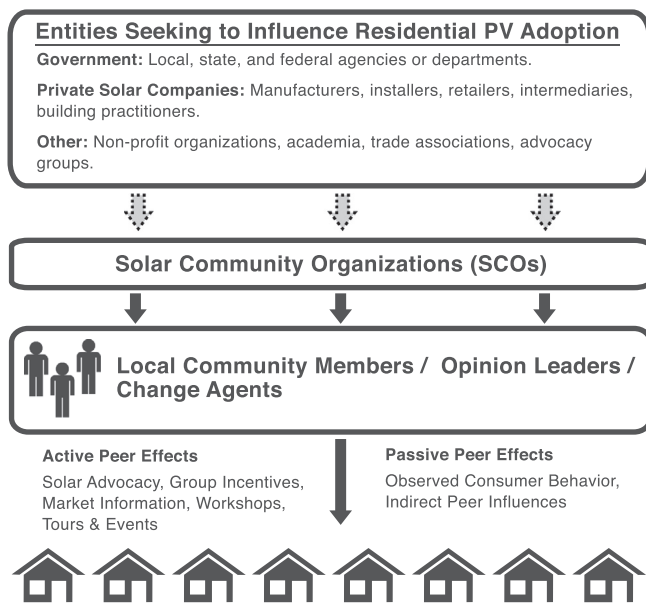 Entities Seeking to Influence Residential PV Adoption
Government: Local, state, and federal agencies or departments.
Private Solar Companies: Manufacturers, installers, retailers, intermediaries,
building practitioners.
Other: Non-profit organizations, academia, trade associations, advocacy
groups.
Solar Community Organizations (SCOs)
Local Community Members / Opinion Leaders /
Change Agents
Active Peer Effects
Solar Advocacy, Group Incentives,
Market Information, Workshops,
Tours & Events
Passive Peer Effects
Observed Consumer Behavior,
Indirect Peer Influences